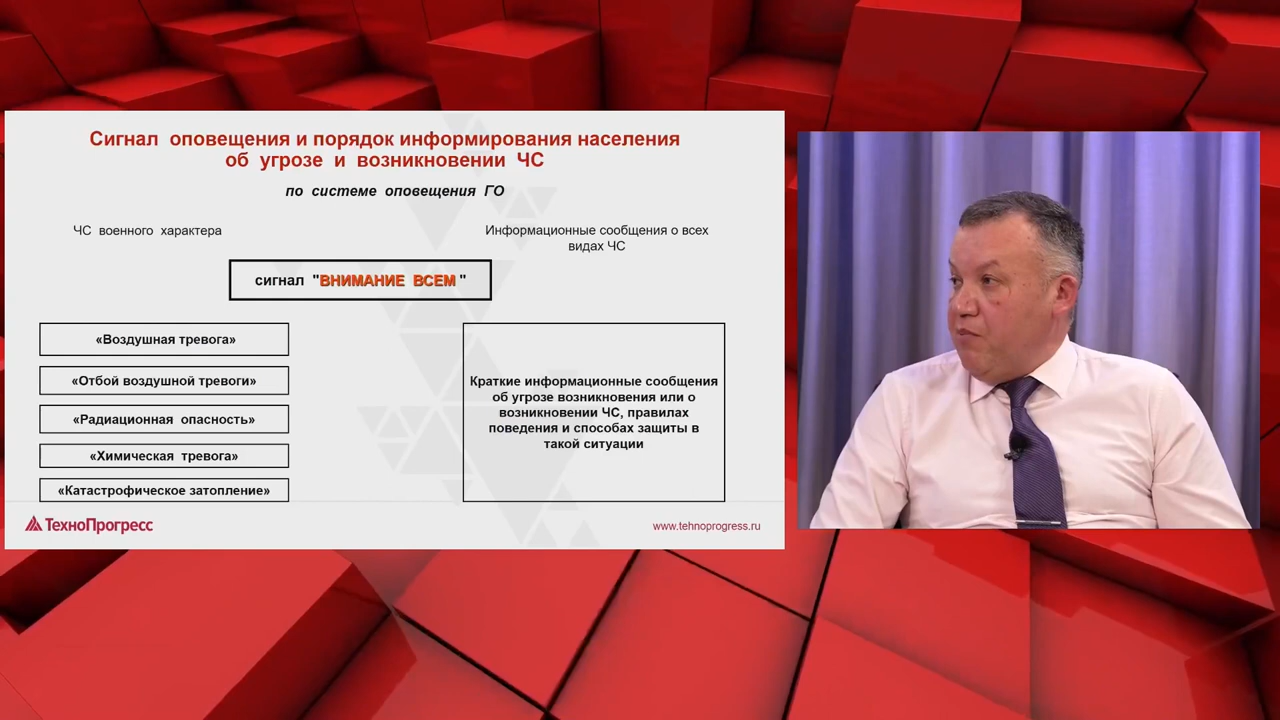 Сигнал оповещения и порядок информирования населения
об угрозе и возникновении ЧС
по системе оповещения ГО
ЧС военного характера
Информационные сообщения о всех
видах ЧС
сигнал "ВНИМАНИЕ ВСЕМ"
«Воздушная тревога»
«Отбой воздушной тревоги»
«Радиационная опасность»
«Химическая тревога»
«Катастрофическое затопление»
Краткие информационные сообщения
об угрозе возникновения или о
возникновении ЧС, правилах
поведения и способах защиты в
такой ситуации
ТехноПрогресс
www.tehnoprogress.ru